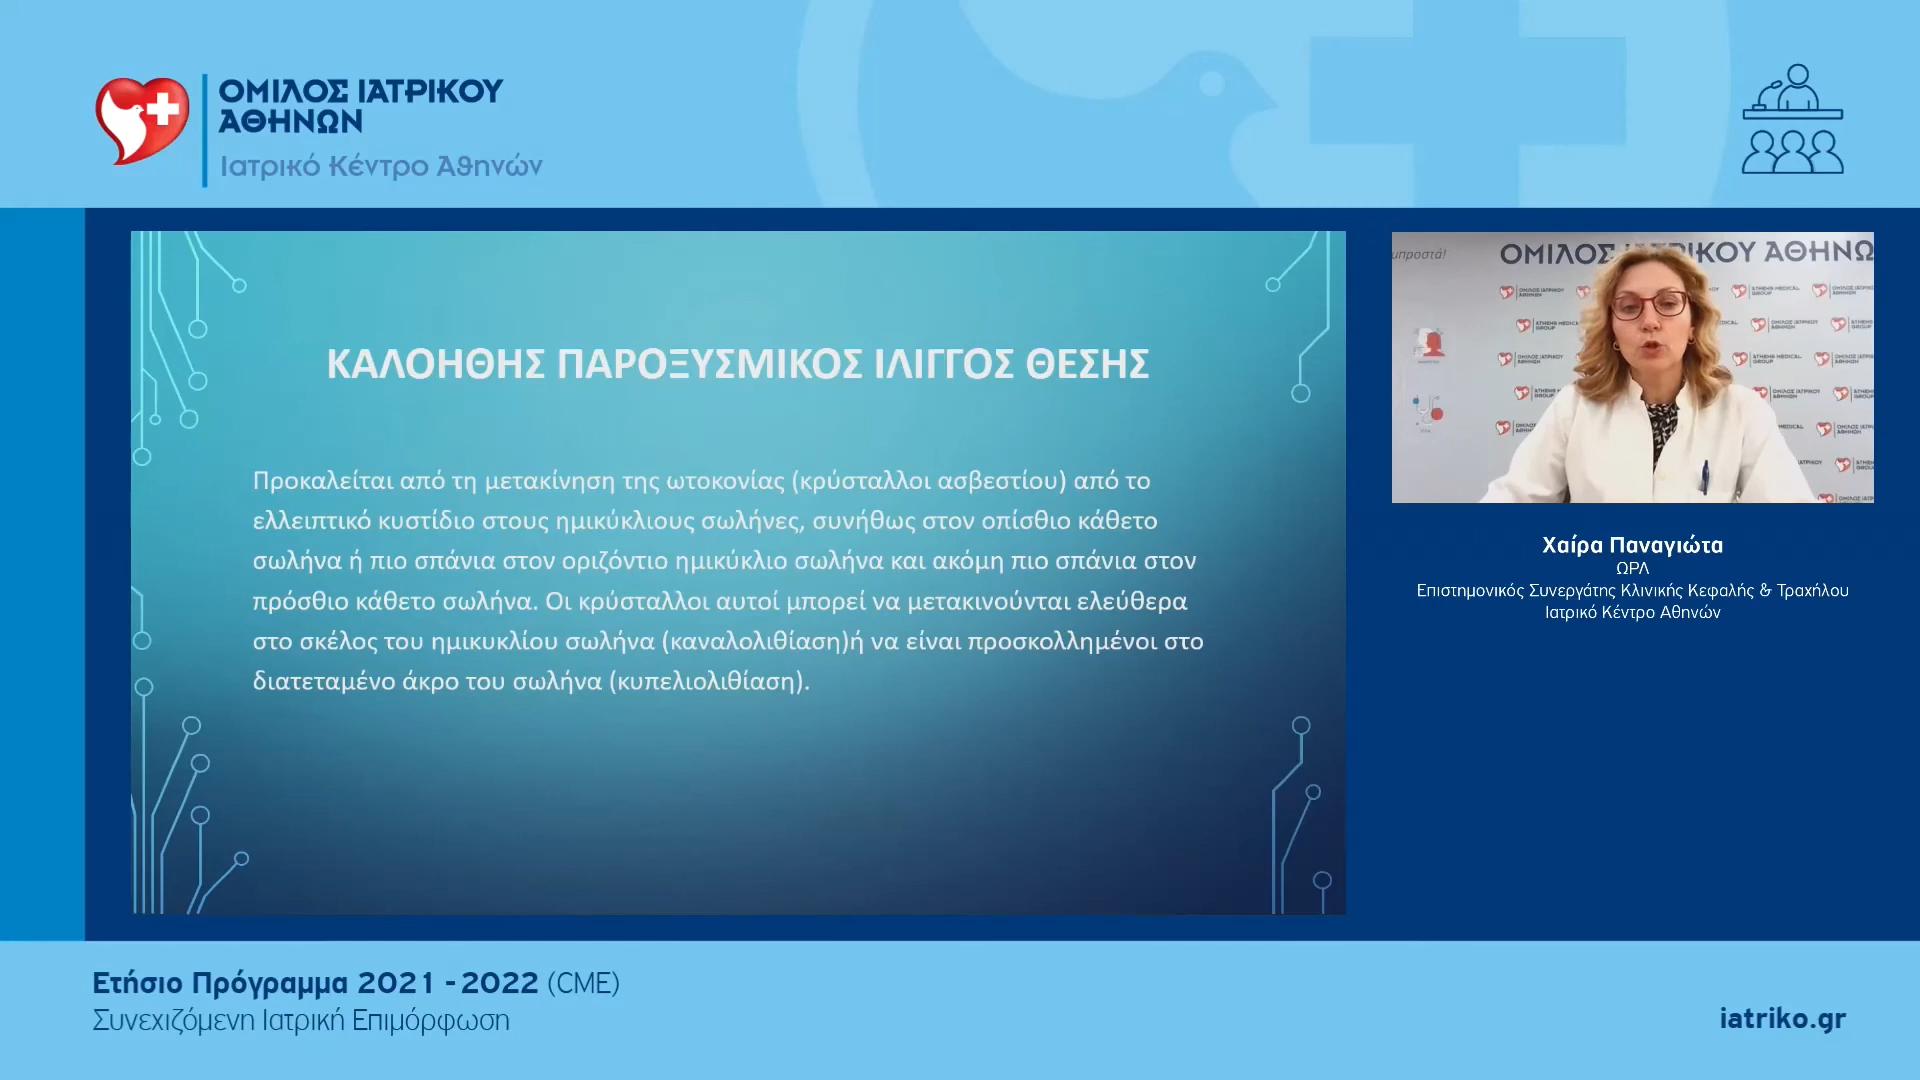 ΟΜΙΛΟΣ ΙΑΤΡΙΚΟΥ
ΑΘΗΝΩΝ
Ιατρικό Κέντρο Αθηνών
ΚΑΛΟΗΘΗΣ ΠΑΡΟΞΥΣΜΙΚΟΣ ΙΛΙΓΓΟΣ ΘΕΣΗΣ
Προκαλείται από τη μετακίνηση της ωτοκονίας (κρύσταλλοι ασβεστίου) από το
ελλειπτικό κυστίδιο στους ημικύκλιους σωλήνες, συνήθως στον οπίσθιο κάθετο
σωλήνα ή πιο σπάνια στον οριζόντιο ημικύκλιο σωλήνα και ακόμη πιο σπάνια στον
πρόσθιο κάθετο σωλήνα. Οι κρύσταλλοι αυτοί μπορεί να μετακινούνται ελεύθερα
στο σκέλος του ημικυκλίου σωλήνα (καναλολιθίαση)ή να είναι προσκολλημένοι στο
διατεταμένο άκρο του σωλήνα (κυπελιολιθίαση).
μπροστά!
ΟΜΙΛΟΣ ΙΑΤΡΙΚΟΥ ΑΘΗΝΩ
Χαίρα Παναγιώτα
ΩΡΛ
Επιστημονικός Συνεργάτης Κλινικής Κεφαλής & Τραχήλου
Ιατρικό Κέντρο Αθηνών
Ετήσιο Πρόγραμμα 2021 - 2022 (CME)
Συνεχιζόμενη Ιατρική Επιμόρφωση
iatriko.gr